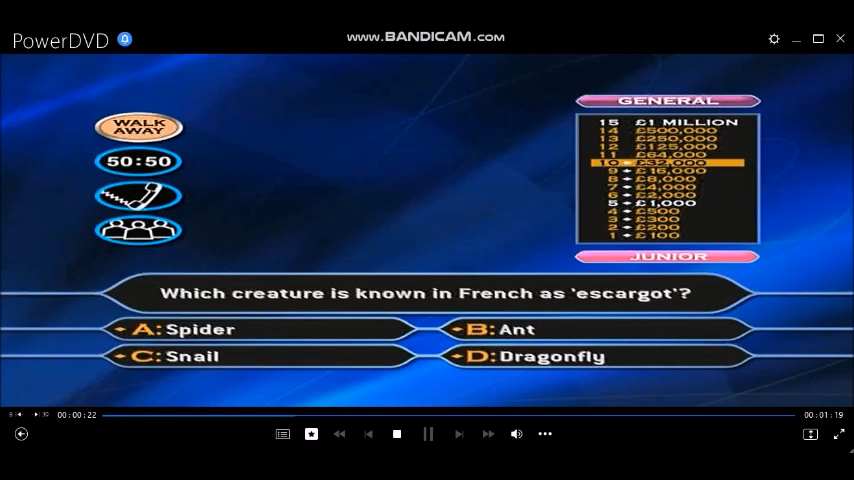 www.BANDICAM.com
PowerDVD
GENERAL
WALK
AWAY
50:50
15 £1 MILLION
14 £500,000
13 £250,000
12 £125,000
11 £64,000
10 £32,000
9 £16,000
8 £8,000
7 £4,000
6 £2,000
5 £1,000
4 £500
3 £300
2 £200
1 £100
JUNIOR
Which creature is known in French as 'escargot'?
A: Spider
B: Ant
C: Snail
D: Dragonfly
00:00:22
00:01:19